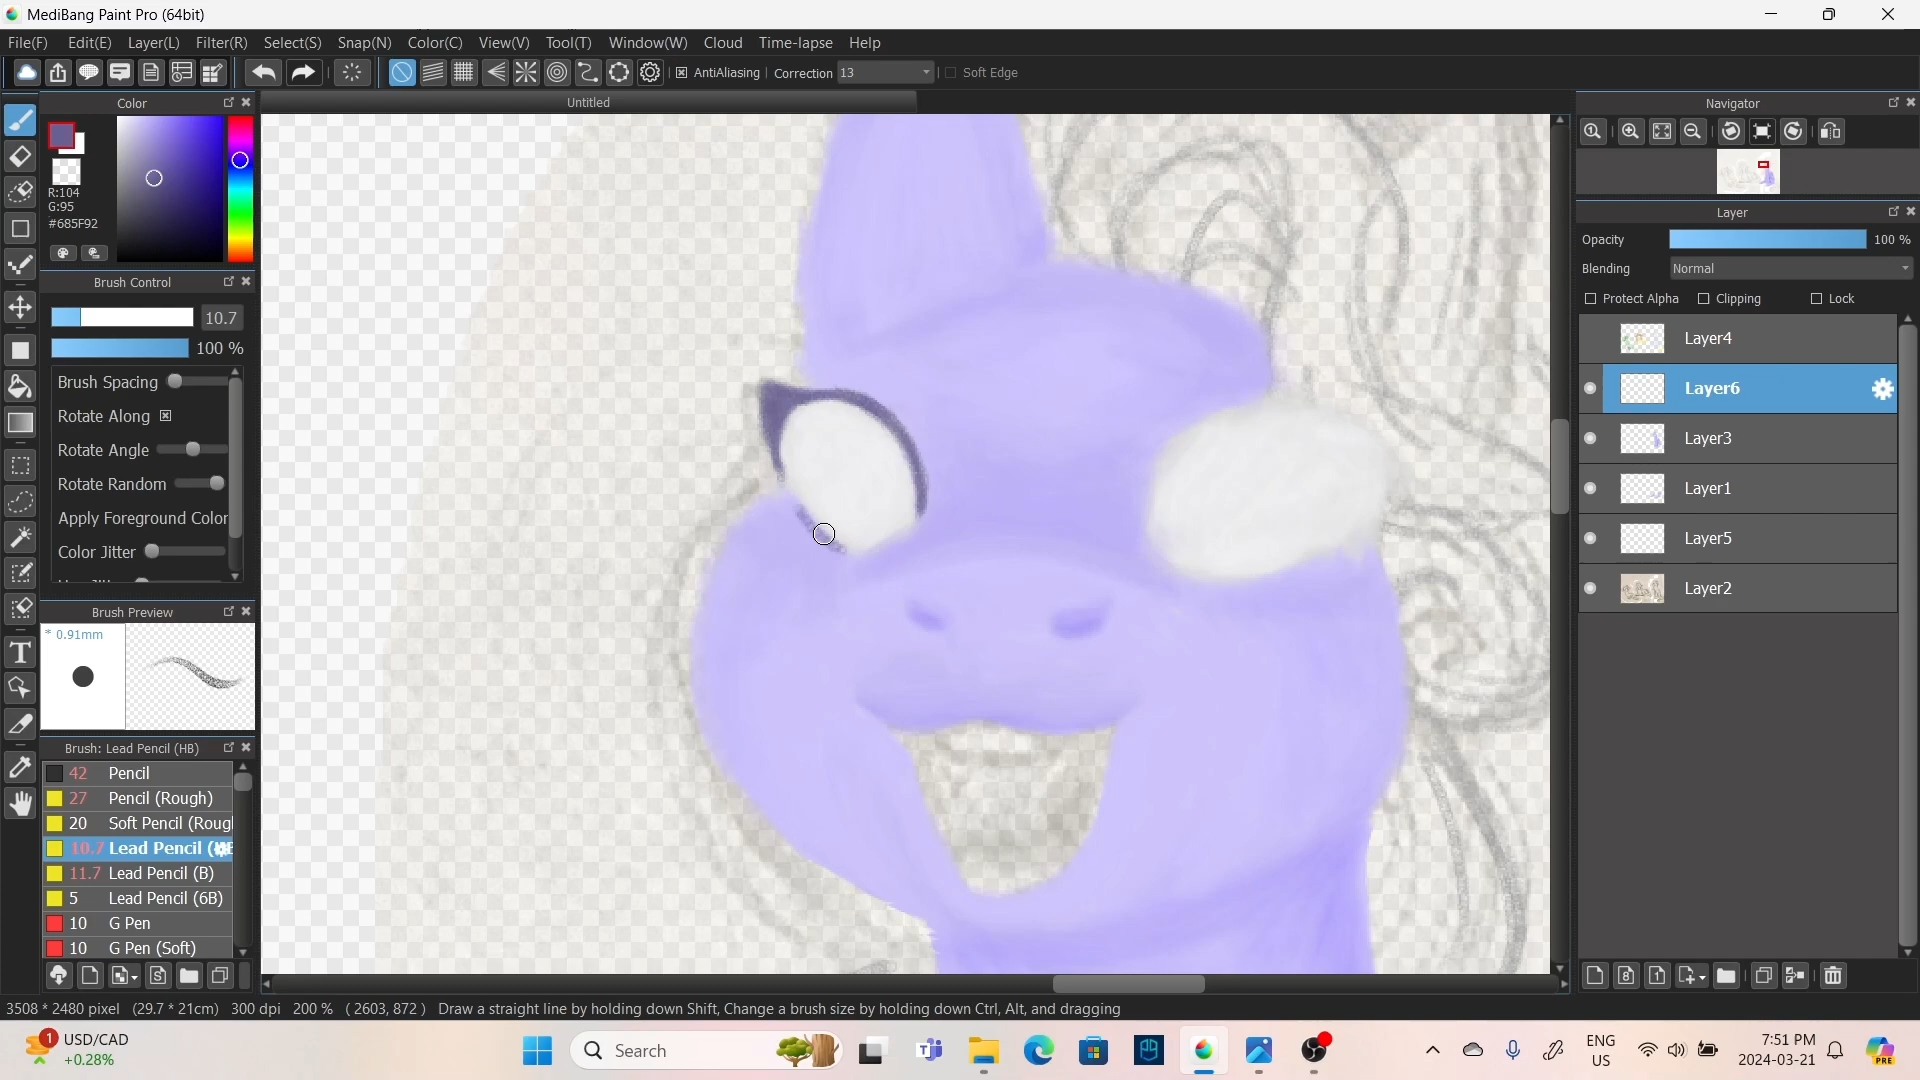 MediBang Paint Pro (64bit)
File(F) Edit(E) Layer(L) Filter(R) Select(S) Snap(N) Color(C) View(V) Tool(T) Window(W) Cloud Time-lapse Help
AntiAliasing Correction 13 Soft Edge
Color
Untitled
Navigator
R:104
G:95
#685F92
Brush Control
10.7
100 %
Brush Spacing
Rotate Along
Rotate Angle
Rotate Random
Apply Foreground Color
Color Jitter
Brush Preview
* 0.91mm
Brush: Lead Pencil (HB)
42 Pencil
27 Pencil (Rough)
20 Soft Pencil (Roug
10.7 Lead Pencil (
11.7 Lead Pencil (B)
5 Lead Pencil (6B)
10 G Pen
10 G Pen (Soft)
Layer
Opacity 100 %
Blending Normal
Protect Alpha Clipping Lock
Layer4
Layer6
Layer3
Layer1
Layer5
Layer2
3508 * 2480 pixel (29.7 * 21cm) 300 dpi 200 % ( 2603, 872 ) Draw a straight line by holding down Shift, Change a brush size by holding down Ctrl, Alt, and dragging
1
USD/CAD
+0.28%
Search
ENG
US
7:51 PM
2024-03-21
PRE